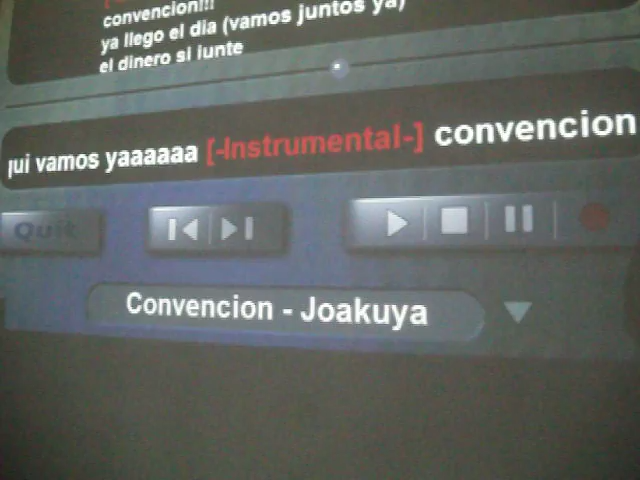 convencion!!!
ya llego el dia (vamos juntos ya)
el dinero si junte
qui vamos yaaaaaa [-Instrumental-] convencion
Quit
Convencion - Joakuya